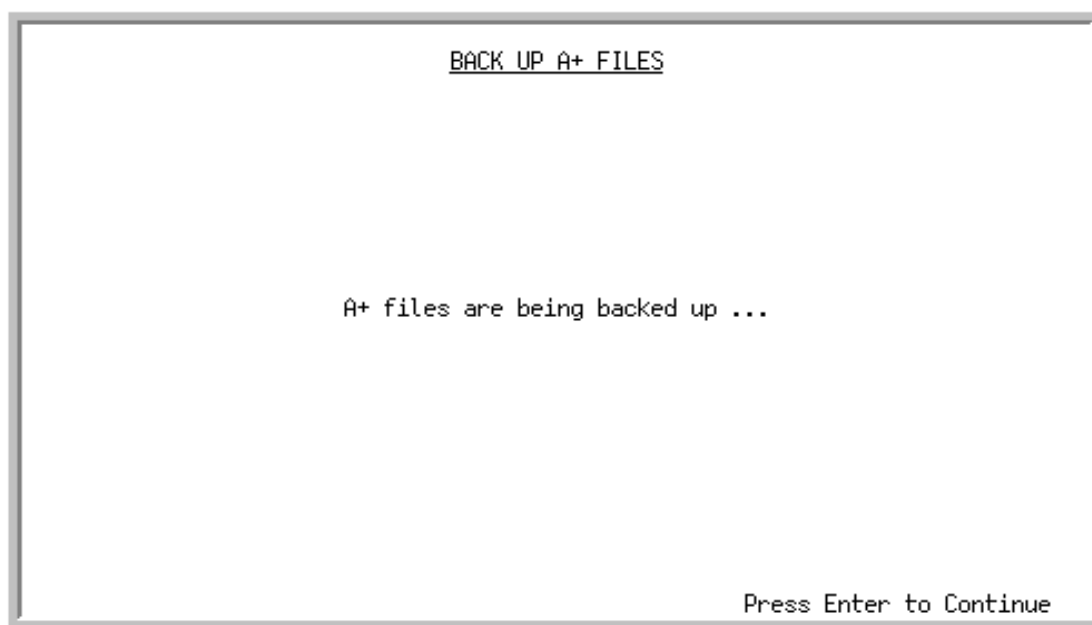 BACK UP A+ FILES
A+ files are being backed up ...
Press Enter to Continue